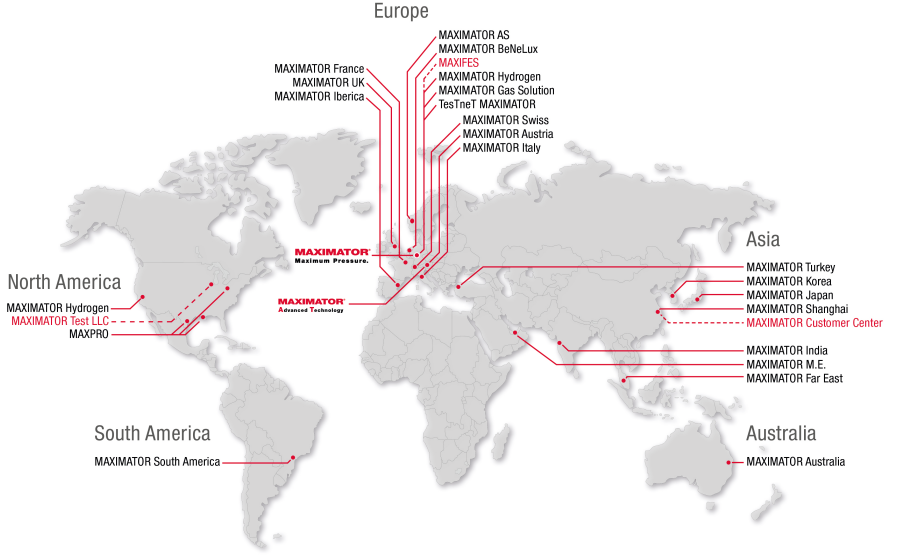 Europe
MAXIMATOR AS
MAXIMATOR BeNeLux
MAXIFES
MAXIMATOR Hydrogen
MAXIMATOR Gas Solution
TesTneT MAXIMATOR
MAXIMATOR Swiss
MAXIMATOR Austria
MAXIMATOR Italy
MAXIMATOR France
MAXIMATOR UK
MAXIMATOR Iberica
MAXIMATOR®
Maximum Pressure.
MAXIMATOR®
Advanced Technology
North America
MAXIMATOR Hydrogen
MAXIMATOR Test LLC
MAXPRO
Asia
MAXIMATOR Turkey
MAXIMATOR Korea
MAXIMATOR Japan
MAXIMATOR Shanghai
MAXIMATOR Customer Center
MAXIMATOR India
MAXIMATOR M.E.
MAXIMATOR Far East
South America
MAXIMATOR South America
Australia
MAXIMATOR Australia